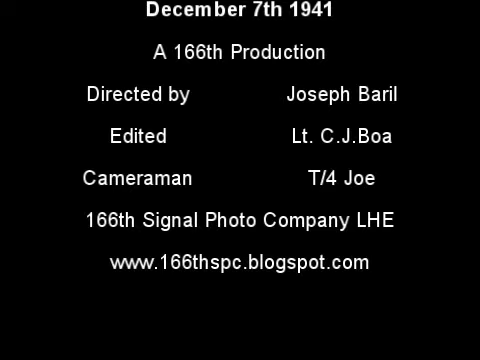 December 7th 1941
A 166th Production
Directed by Joseph Baril
Edited Lt. C.J.Boa
Cameraman T/4 Joe
166th Signal Photo Company LHE
www.166thspc.blogspot.com